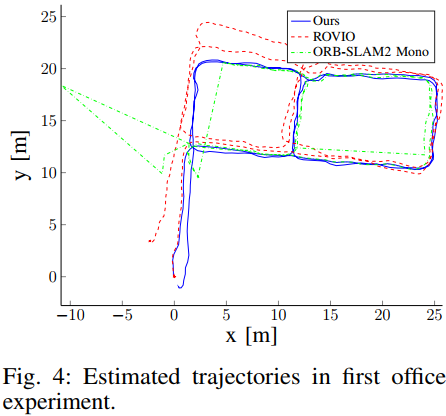 25
20
15
10
5
0
−10
−5
0
5
10
15
20
25
y [m]
x [m]
Ours
ROVIO
ORB-SLAM2 Mono
Fig. 4: Estimated trajectories in first office
experiment.